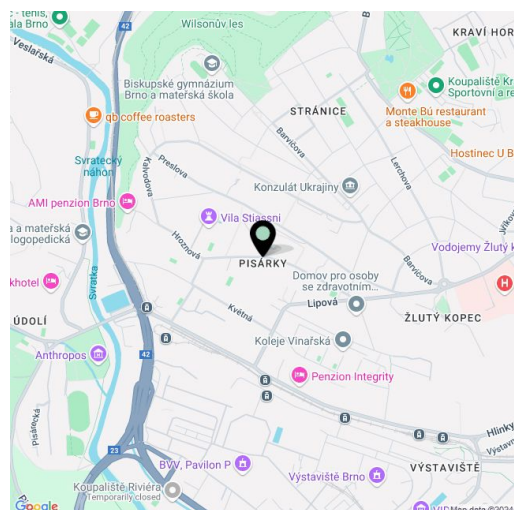 - tenis,
ala Brno
Veslařská
42
Wilsonův les
B
KRAVÍ HOR
Biskupské gymnázium
Brno a mateřská škola
Koupaliště Kr
Sportovní a re
qb coffee roasters
STRÁNICE
Monte Bú restaurant
a steakhouse
Barvičova
Hostinec U B
Svratecký
náhon
Kalvodova
Preslova
Lerchova
Konzulát Ukrajiny
AMI penzion Brno
Vila Stiassni
a a mateřská
logopedická
Hroznová
Vodojemy Žlutý k
PISÁRKY
Barvičova
khotel
Svratka
Domov pro osoby
se zdravotním...
H
Lipová
Květná
ÚDOLÍ
ŽLUTÝ KOPEC
Koleje Vinařská
Anthropos
42
Penzion Integrity
Pisárecká
Hlinky
Výstavn
23
BVV, Pavilon P
VÝSTAVIŠTĚ
Výstaviště Brno
Koupaliště Riviéra
Temporarily closed
Google
Map data ©2024